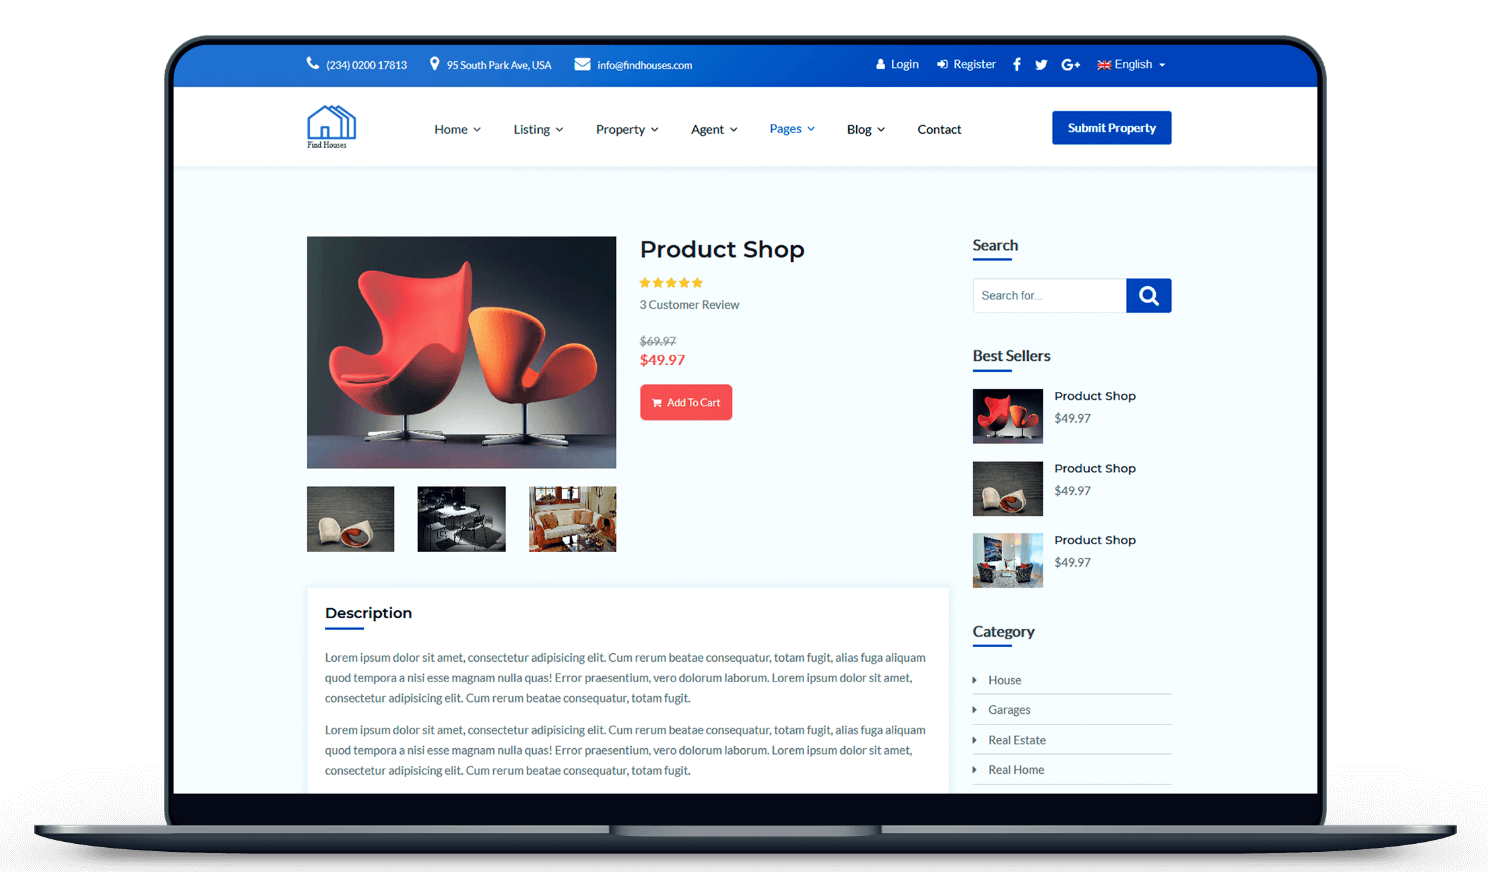 (234) 0200 17813 95 South Park Ave, USA info@findhouses.com Login Register English
Find Houses
Home Listing Property Agent Pages Blog Contact Submit Property
Product Shop
3 Customer Review
$69.97
$49.97
Add To Cart
Description
Lorem ipsum dolor sit amet, consectetur adipisicing elit. Cum rerum beatae consequatur, totam fugit, alias fuga aliquam
quod tempora a nisi esse magnam nulla quas! Error praesentium, vero dolorum laborum. Lorem ipsum dolor sit amet,
consectetur adipisicing elit. Cum rerum beatae consequatur, totam fugit.
Lorem ipsum dolor sit amet, consectetur adipisicing elit. Cum rerum beatae consequatur, totam fugit, alias fuga aliquam
quod tempora a nisi esse magnam nulla quas! Error praesentium, vero dolorum laborum. Lorem ipsum dolor sit amet,
consectetur adipisicing elit. Cum rerum beatae consequatur, totam fugit.
Search
Search for...
Best Sellers
Product Shop
$49.97
Product Shop
$49.97
Product Shop
$49.97
Category
House
Garages
Real Estate
Real Home